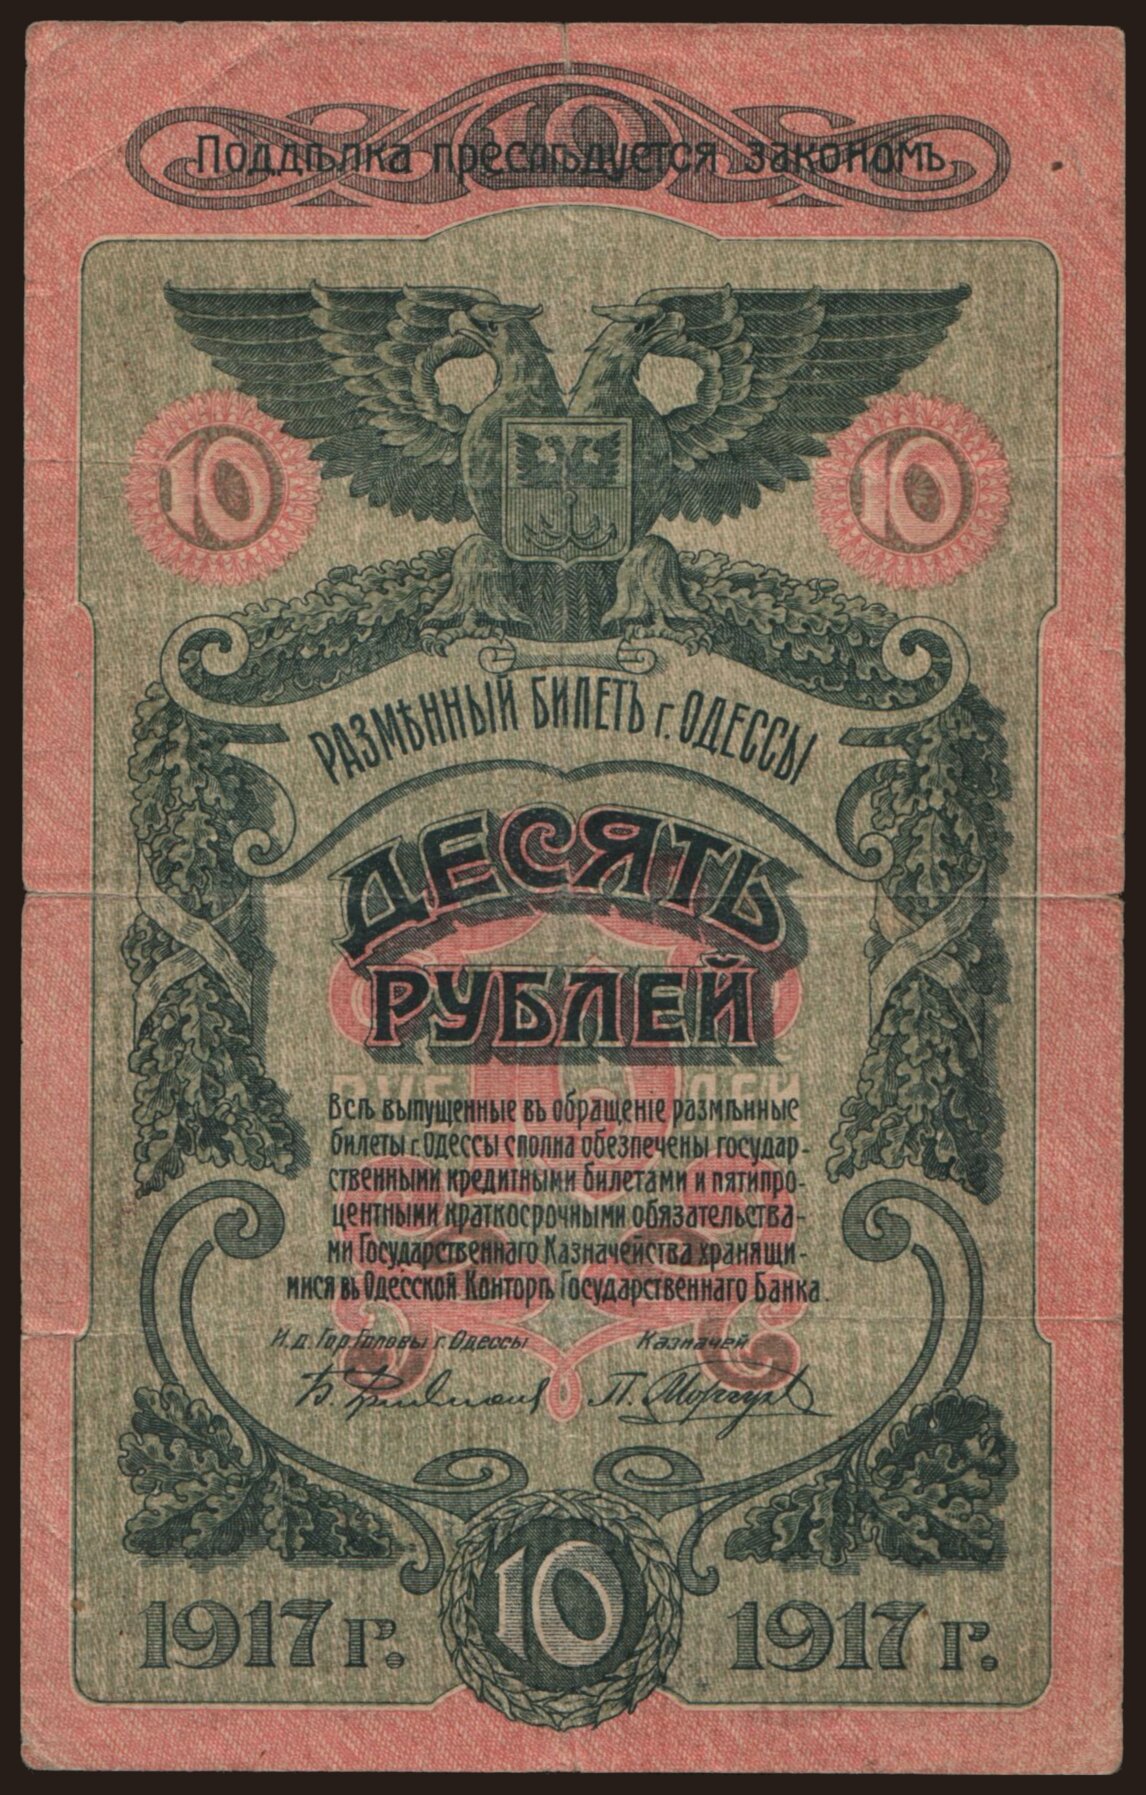 Поддѣлка преслѣдуется закономъ
10 10
РАЗМѢННЫЙ БИЛЕТЪ г. ОДЕССЫ
ДЕСЯТЬ
РУБЛЕЙ
Всѣ выпущенные въ обращеніе размѣнные
билеты г. Одессы сполна обезпечены государ-
ственными кредитными билетами и пятипро-
центными краткосрочными обязательства-
ми Государственнаго Казначейства хранящи-
мися въ Одесской Конторѣ Государственнаго Банка.
И. д. Гор. Головы г. Одессы Казначей
10
1917 г. 1917 г.